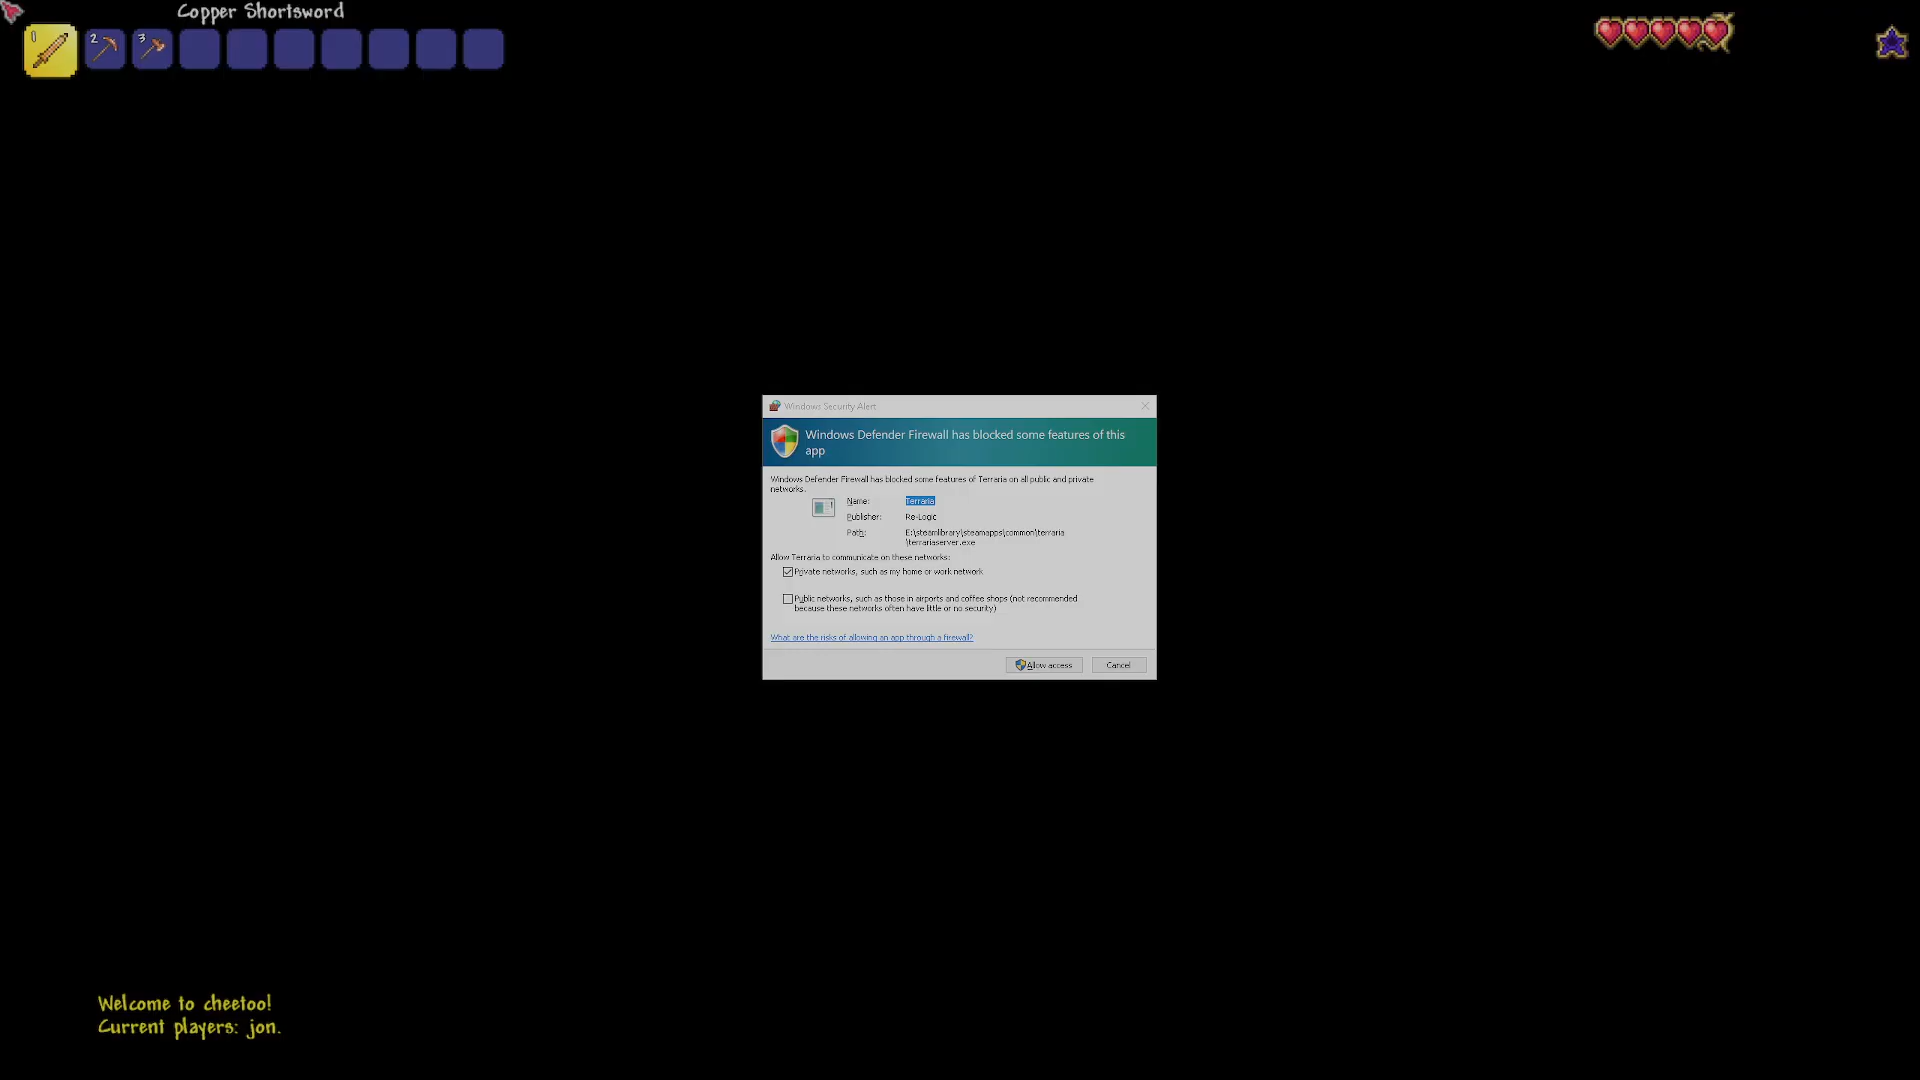 Copper Shortsword
1
2
3
Windows Security Alert
Windows Defender Firewall has blocked some features of this
app
Windows Defender Firewall has blocked some features of Terraria on all public and private
networks.
Name: Terraria
Publisher: Re-Logic
Path: E:\steamlibrary\steamapps\common\terraria
\terrariaserver.exe
Allow Terraria to communicate on these networks:
Private networks, such as my home or work network
Public networks, such as those in airports and coffee shops (not recommended
because these networks often have little or no security)
What are the risks of allowing an app through a firewall?
Allow access Cancel
Welcome to cheetoo!
Current players: jon.